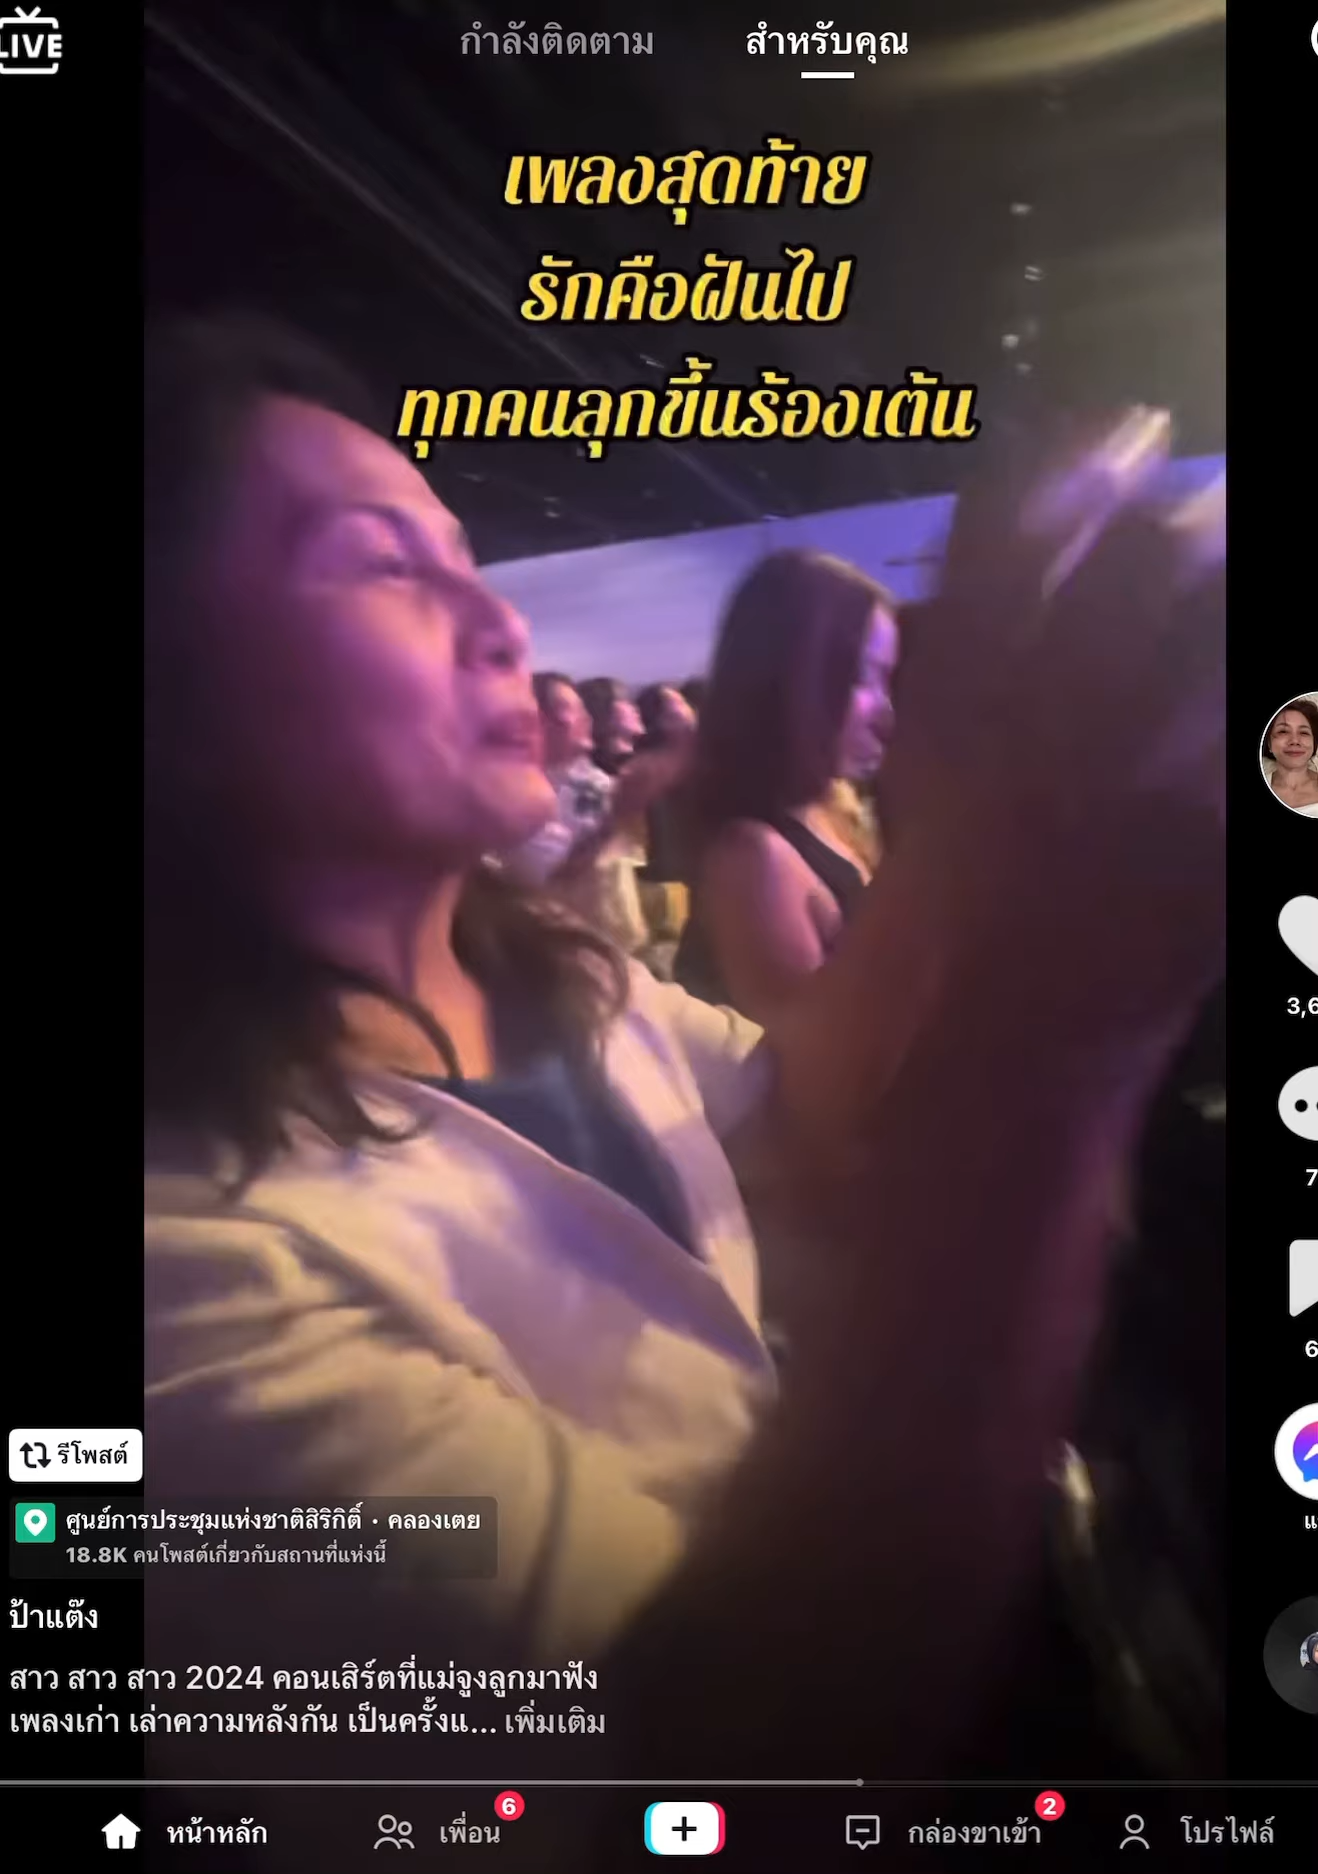 LIVE
กำลังติดตาม
สำหรับคุณ
เพลงสุดท้าย
รักคือฝันไป
ทุกคนลุกขึ้นร้องเต้น
3,6
7
6
แ
รีโพสต์
ศูนย์การประชุมแห่งชาติสิริกิติ์ · คลองเตย
18.8K คนโพสต์เกี่ยวกับสถานที่แห่งนี้
ป้าแต๊ง
สาว สาว สาว 2024 คอนเสิร์ตที่แม่จูงลูกมาฟัง
เพลงเก่า เล่าความหลังกัน เป็นครั้งแ... เพิ่มเติม
หน้าหลัก
เพื่อน
6
กล่องขาเข้า
2
โปรไฟล์